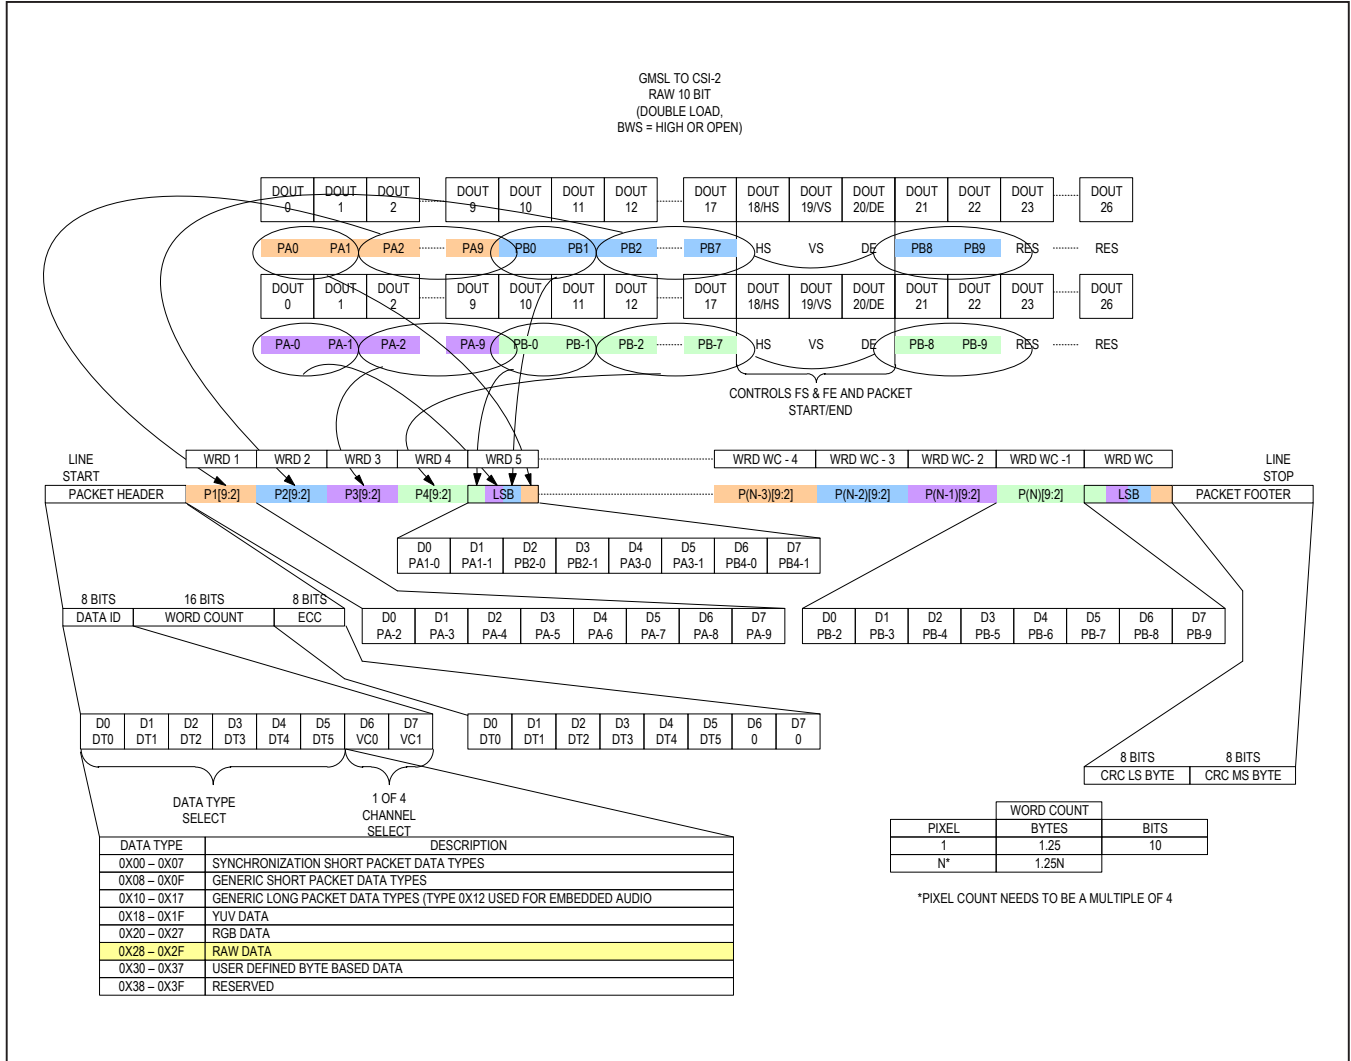 GMSL TO CSI-2
RAW 10 BIT
(DOUBLE LOAD,
BWS = HIGH OR OPEN)
DOUT DOUT DOUT DOUT DOUT DOUT DOUT DOUT DOUT DOUT DOUT DOUT DOUT DOUT DOUT
0 1 2 9 10 11 12 17 18/HS 19/VS 20/DE 21 22 23 26
PA0 PA1 PA2 PA9 PB0 PB1 PB2 PB7 HS VS DE PB8 PB9 RES RES
DOUT DOUT DOUT DOUT DOUT DOUT DOUT DOUT DOUT DOUT DOUT DOUT DOUT DOUT DOUT
0 1 2 9 10 11 12 17 18/HS 19/VS 20/DE 21 22 23 26
PA-0 PA-1 PA-2 PA-9 PB-0 PB-1 PB-2 PB-7 HS VS DE PB-8 PB-9 RES RES
CONTROLS FS & FE AND PACKET
START/END
LINE
START
WRD 1 WRD 2 WRD 3 WRD 4 WRD 5 WRD WC - 4 WRD WC - 3 WRD WC- 2 WRD WC -1 WRD WC
LINE
STOP
PACKET HEADER P1[9:2] P2[9:2] P3[9:2] P4[9:2] LSB P(N-3)[9:2] P(N-2)[9:2] P(N-1)[9:2] P(N)[9:2] LSB PACKET FOOTER
D0 D1 D2 D3 D4 D5 D6 D7
PA1-0 PA1-1 PB2-0 PB2-1 PA3-0 PA3-1 PB4-0 PB4-1
8 BITS 16 BITS 8 BITS
DATA ID WORD COUNT ECC
D0 D1 D2 D3 D4 D5 D6 D7
PA-2 PA-3 PA-4 PA-5 PA-6 PA-7 PA-8 PA-9
D0 D1 D2 D3 D4 D5 D6 D7
PB-2 PB-3 PB-4 PB-5 PB-6 PB-7 PB-8 PB-9
D0 D1 D2 D3 D4 D5 D6 D7
DT0 DT1 DT2 DT3 DT4 DT5 VC0 VC1
D0 D1 D2 D3 D4 D5 D6 D7
DT0 DT1 DT2 DT3 DT4 DT5 0 0
8 BITS 8 BITS
CRC LS BYTE CRC MS BYTE
DATA TYPE
SELECT
1 OF 4
CHANNEL
SELECT
WORD COUNT
PIXEL BYTES BITS
1 1.25 10
N* 1.25N
*PIXEL COUNT NEEDS TO BE A MULTIPLE OF 4
DATA TYPE DESCRIPTION
0X00 – 0X07 SYNCHRONIZATION SHORT PACKET DATA TYPES
0X08 – 0X0F GENERIC SHORT PACKET DATA TYPES
0X10 – 0X17 GENERIC LONG PACKET DATA TYPES (TYPE 0X12 USED FOR EMBEDDED AUDIO
0X18 – 0X1F YUV DATA
0X20 – 0X27 RGB DATA
0X28 – 0X2F RAW DATA
0X30 – 0X37 USER DEFINED BYTE BASED DATA
0X38 – 0X3F RESERVED